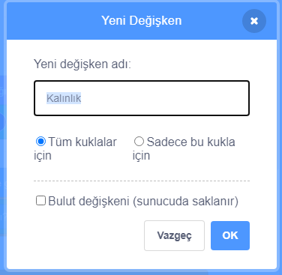 Yeni Değişken
Yeni değişken adı:
Kalınlık
Tüm kuklalar için
Sadece bu kukla için
Bulut değişkeni (sunucuda saklanır)
Vazgeç
OK